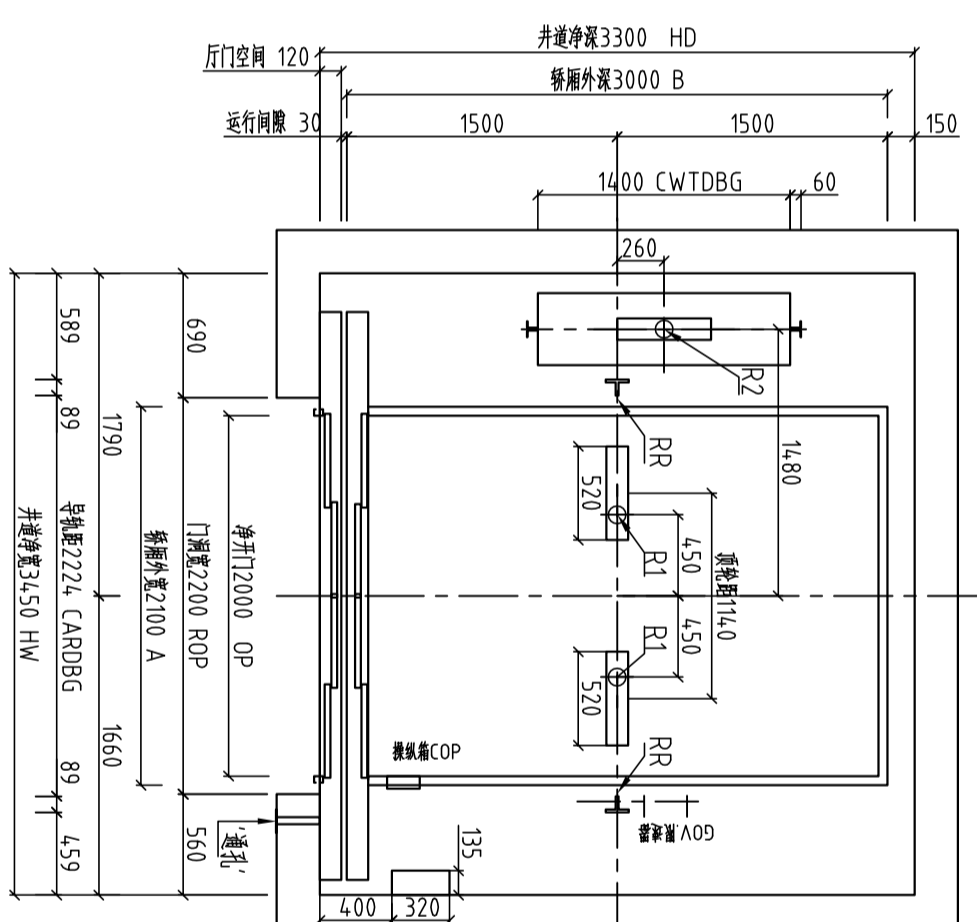 井道净深3300 HD
厅门空间 120
轿厢外深3000 B
运行间隙 30
1500
1500
150
1400 CWTDBG
60
260
R2
1480
RR
520
R1
450
顶轮距1140
450
R1
520
RR
操纵箱COP
GOV.限速器
589
89
导轨距2224 CARDBG
89
459
690
1790
1660
井道净宽3450 HW
轿厢外宽2100 A
门洞宽2200 ROP
净开门2000 OP
560
'通孔'
135
400
320